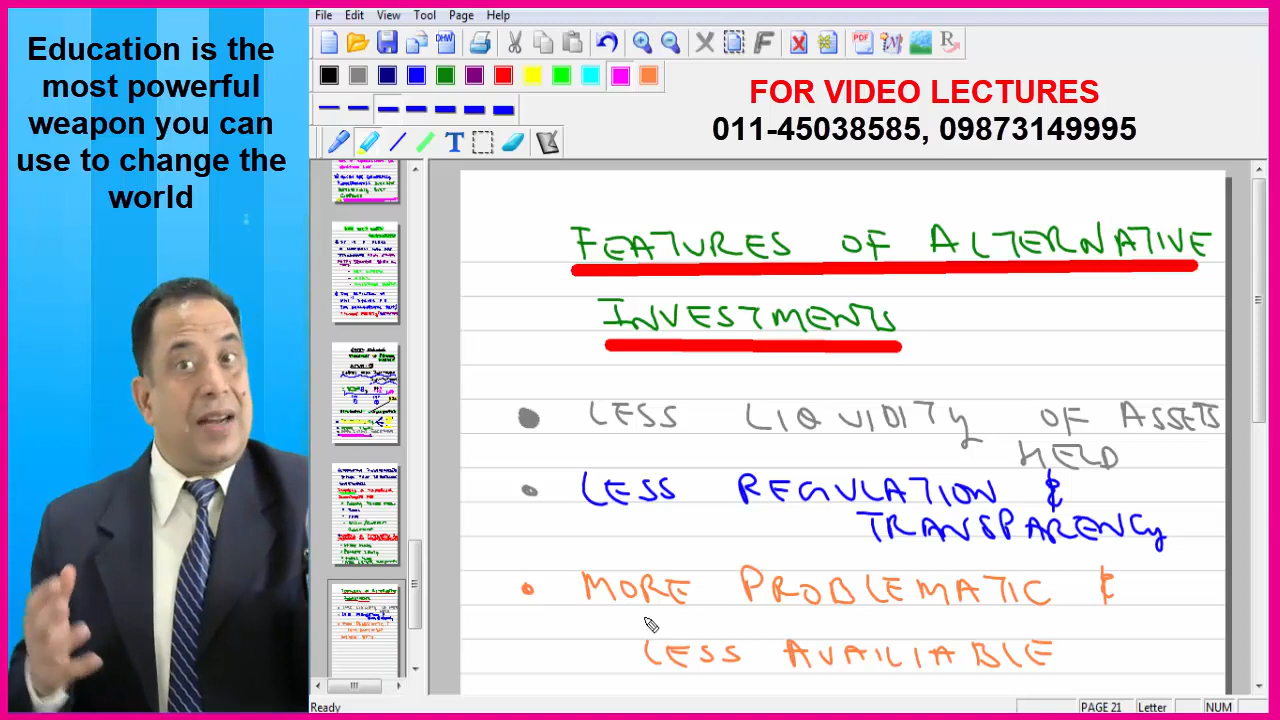 Education is the
most powerful
weapon you can
use to change the
world
File Edit View Tool Page Help
FOR VIDEO LECTURES
011-45038585, 09873149995
FEATURES OF ALTERNATIVE
INVESTMENTS
• LESS LIQUIDITY OF ASSETS
HELD
• LESS REGULATION &
TRANSPARENCY
• MORE PROBLEMATIC &
LESS AVAILIABLE
Ready PAGE 21 Letter NUM